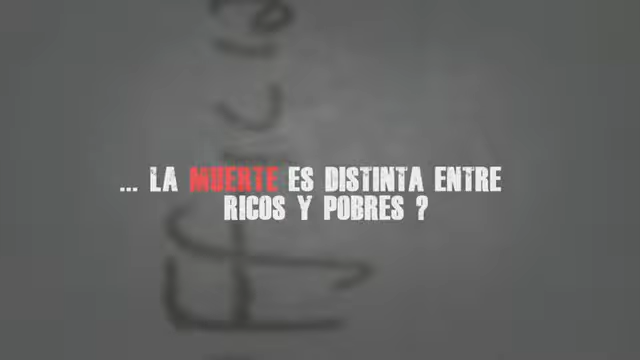 ... LA MUERTE ES DISTINTA ENTRE
RICOS Y POBRES ?